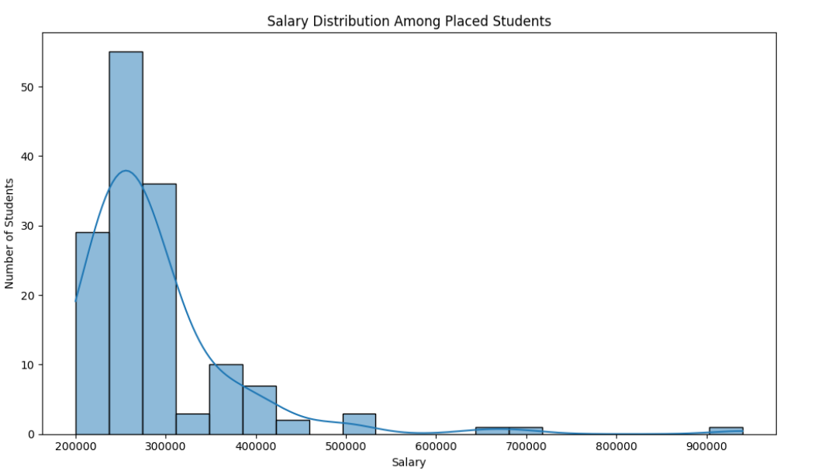 Salary Distribution Among Placed Students
Number of Students
50
40
30
20
10
0
200000 300000 400000 500000 600000 700000 800000 900000
Salary